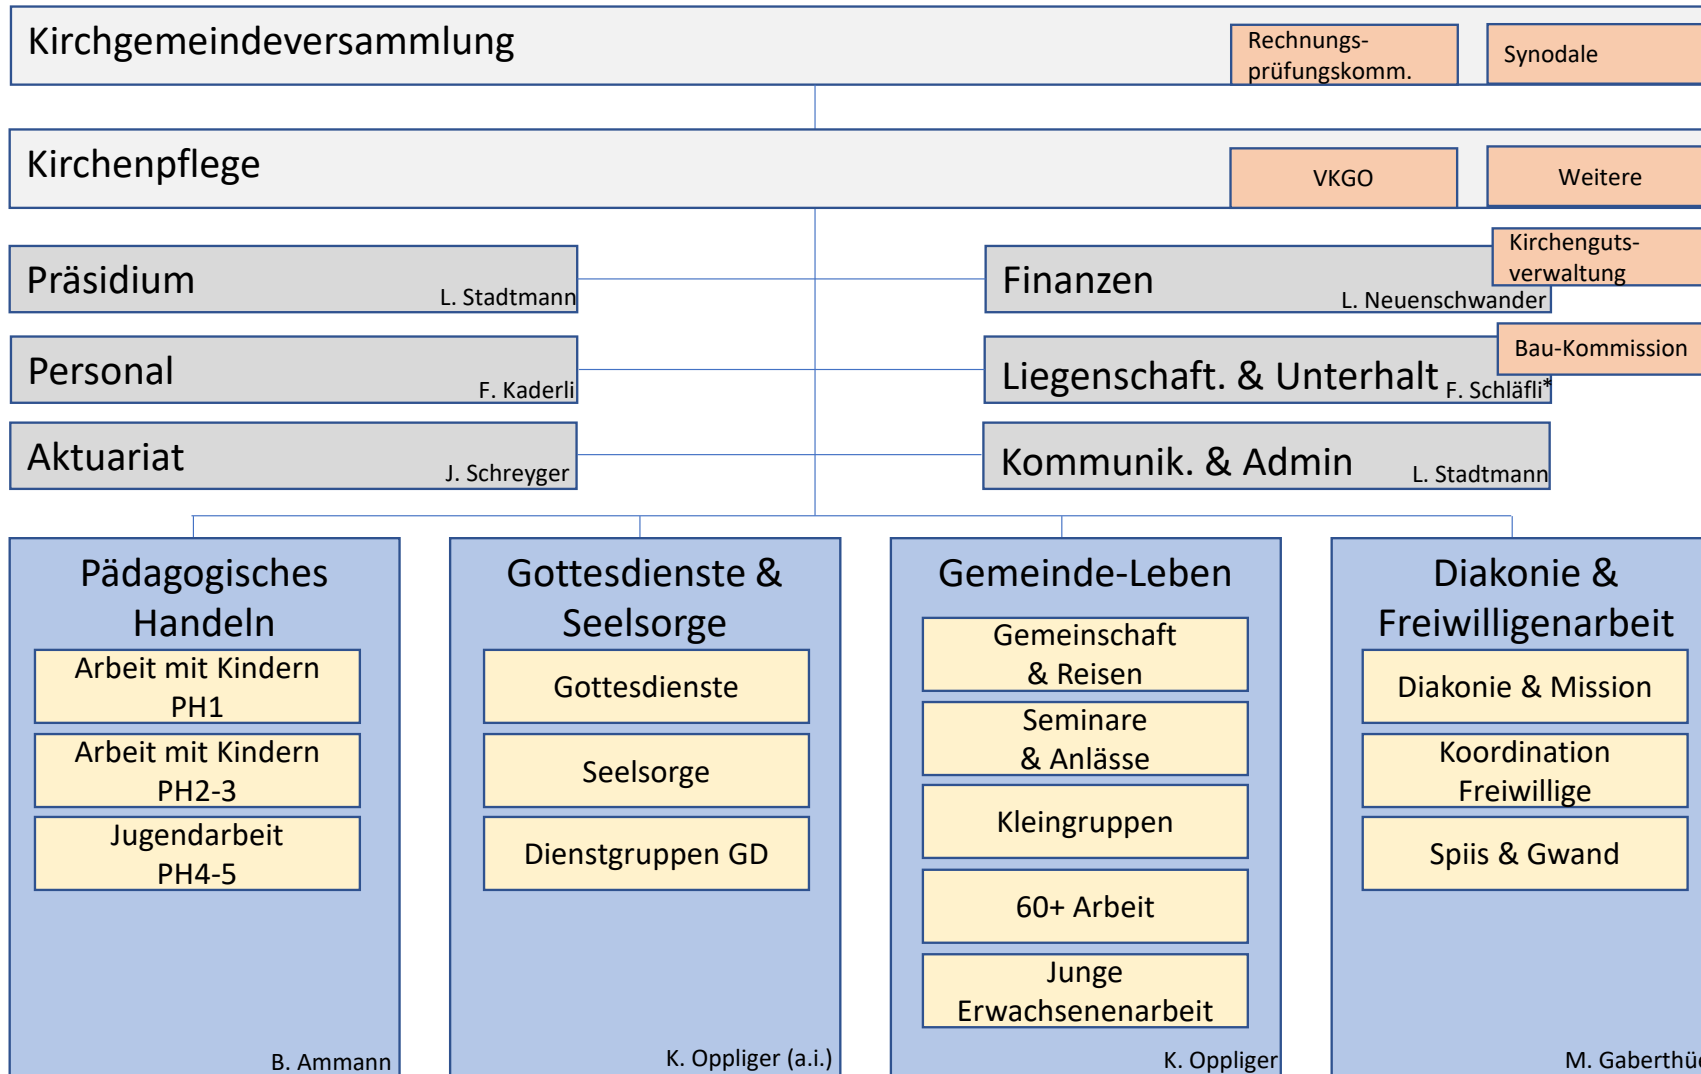 Kirchgemeindeversammlung
Rechnungs-
prüfungskomm.
Synodale
Kirchenpflege
VKGO
Weitere
Präsidium
L. Stadtmann
Finanzen
L. Neuenschwander
Kirchenguts-
verwaltung
Personal
F. Kaderli
Liegenschaft. & Unterhalt
F. Schläfli*
Bau-Kommission
Aktuariat
J. Schreyger
Kommunik. & Admin
L. Stadtmann
Pädagogisches
Handeln
Arbeit mit Kindern
PH1
Arbeit mit Kindern
PH2-3
Jugendarbeit
PH4-5
B. Ammann
Gottesdienste &
Seelsorge
Gottesdienste
Seelsorge
Dienstgruppen GD
K. Oppliger (a.i.)
Gemeinde-Leben
Gemeinschaft
& Reisen
Seminare
& Anlässe
Kleingruppen
60+ Arbeit
Junge
Erwachsenenarbeit
K. Oppliger
Diakonie &
Freiwilligenarbeit
Diakonie & Mission
Koordination
Freiwillige
Spiis & Gwand
M.